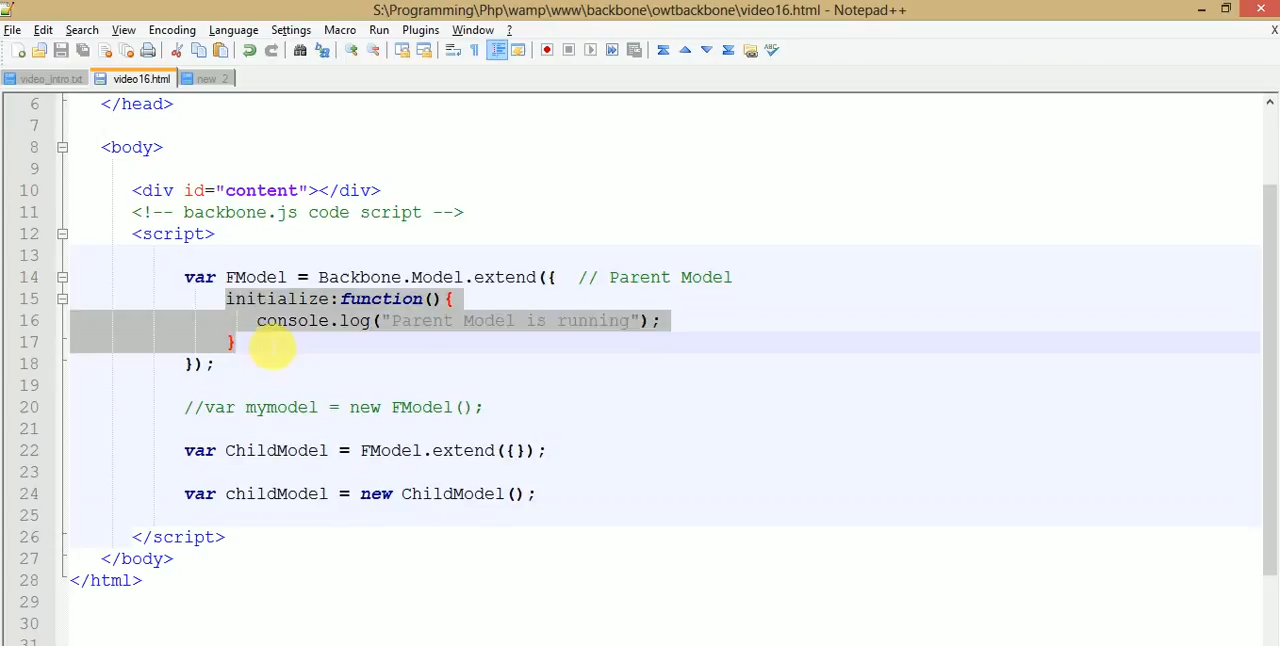 S:\Programming\Php\wamp\www\backbone\owtbackbone\video16.html - Notepad++
File Edit Search View Encoding Language Settings Macro Run Plugins Window ? X
video_intro.txt video16.html new 2
6 </head>
7
8 <body>
9
10 <div id="content"></div>
11 <!-- backbone.js code script -->
12 <script>
13
14 var FModel = Backbone.Model.extend({ // Parent Model
15 initialize:function(){
16 console.log("Parent Model is running");
17 }
18 });
19
20 //var mymodel = new FModel();
21
22 var ChildModel = FModel.extend({});
23
24 var childModel = new ChildModel();
25
26 </script>
27 </body>
28 </html>
29
30
31